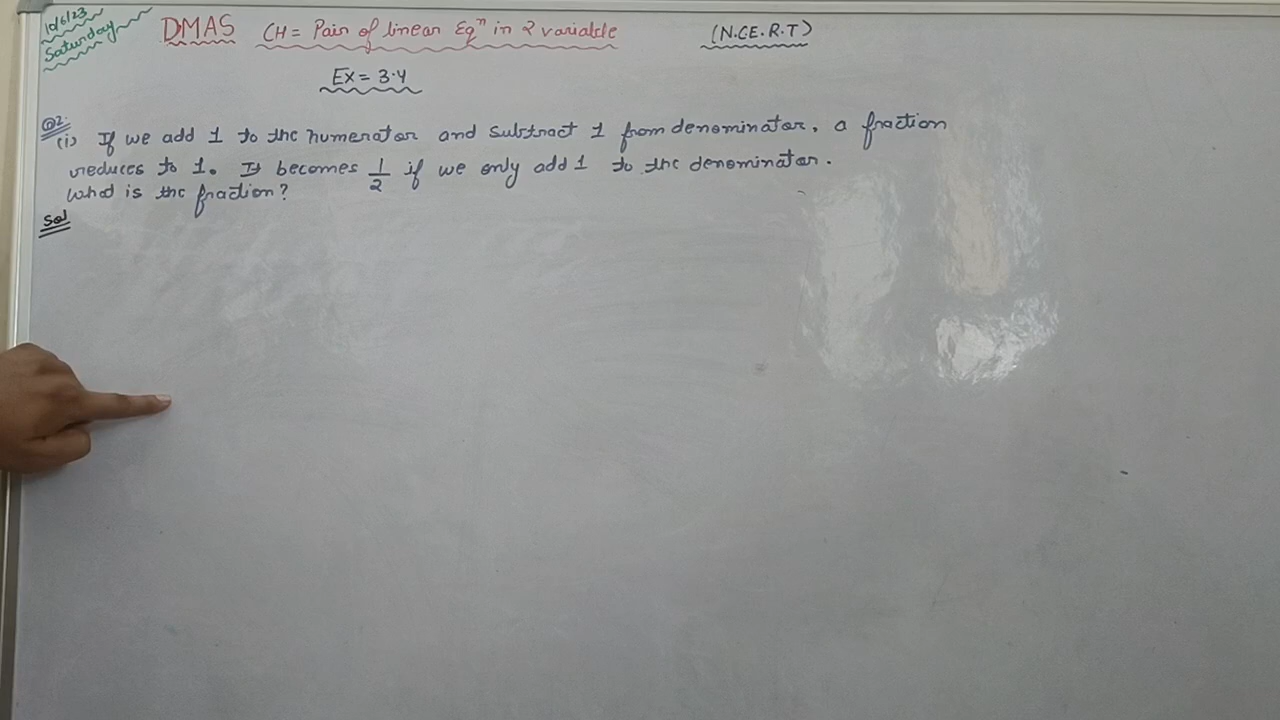 10/6/23
Saturday
DMAS CH = Pair of linear Eqⁿ in 2 variable (N.C.E.R.T)
Ex = 3.4
Q2.
(i) If we add 1 to the numerator and subtract 1 from denominator, a fraction
reduces to 1. It becomes 1/2 if we only add 1 to the denominator.
What is the fraction?
Sol